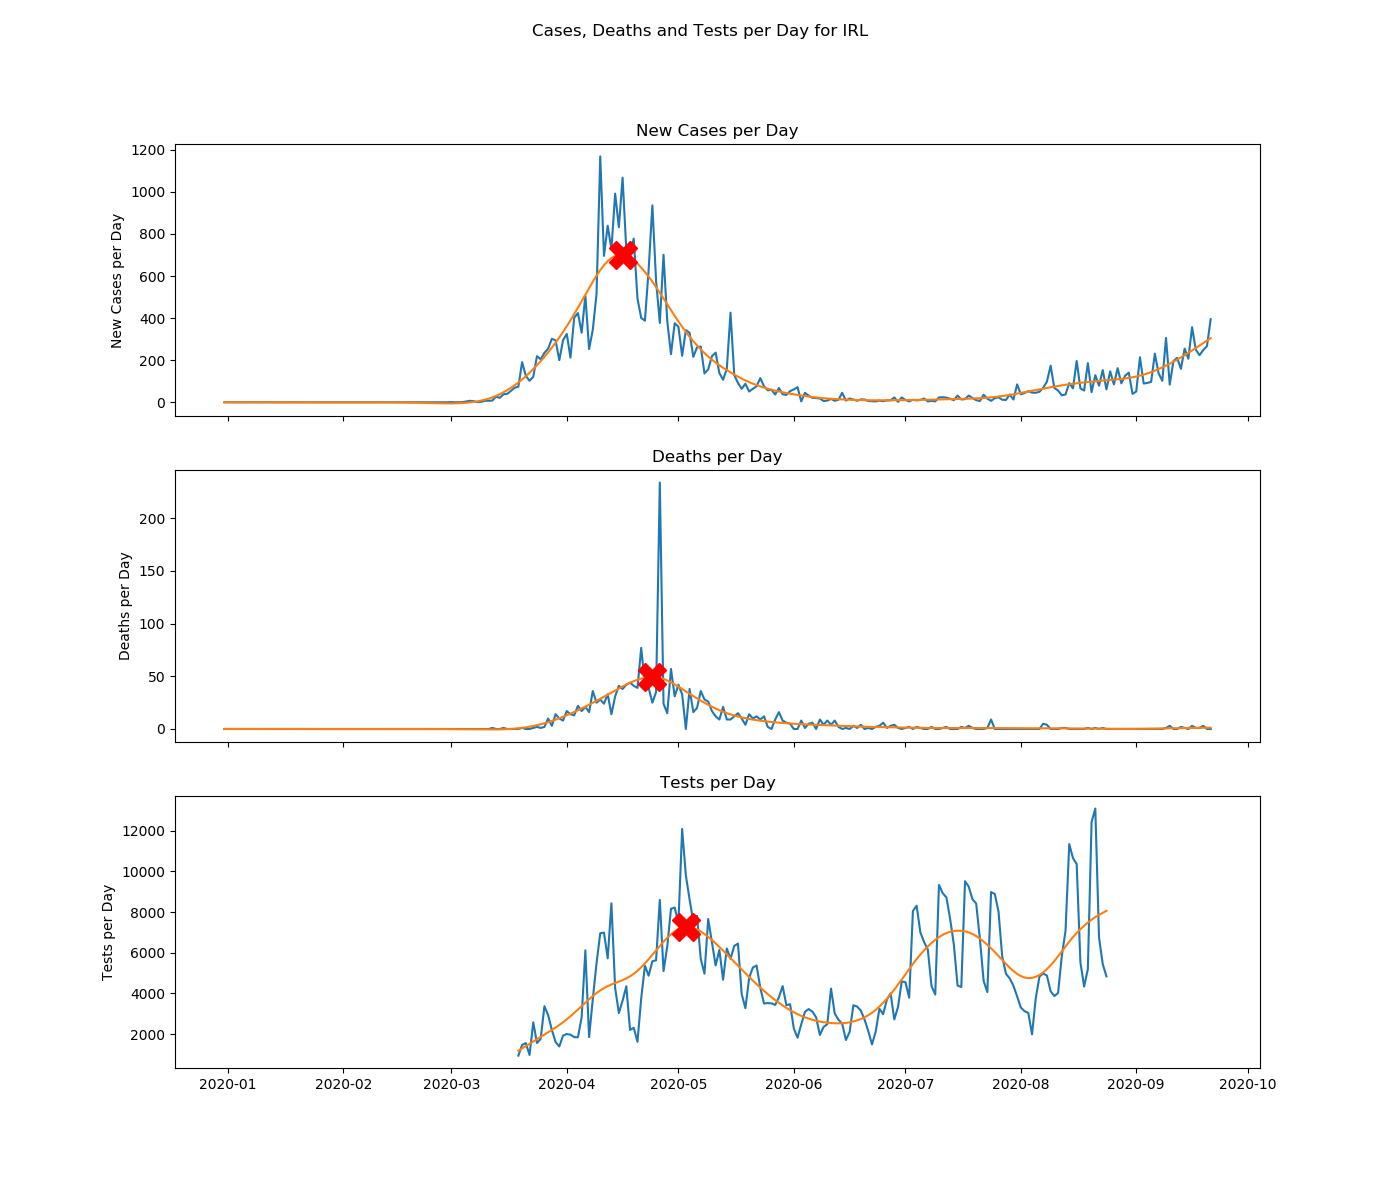 Cases, Deaths and Tests per Day for IRL
New Cases per Day
1200
1000
800
600
400
200
0
New Cases per Day
Deaths per Day
200
150
100
50
0
Deaths per Day
Tests per Day
12000
10000
8000
6000
4000
2000
Tests per Day
2020-01 2020-02 2020-03 2020-04 2020-05 2020-06 2020-07 2020-08 2020-09 2020-10